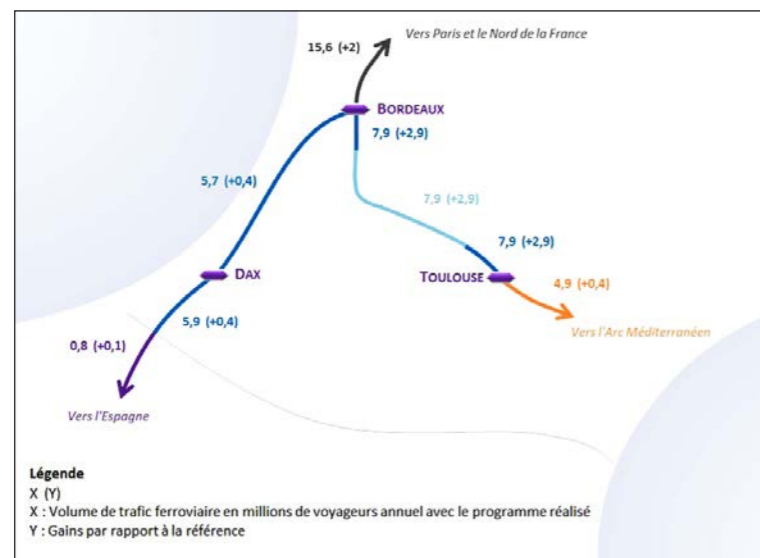 Vers Paris et le Nord de la France
15,6 (+2)
BORDEAUX
7,9 (+2,9)
5,7 (+0,4)
7,9 (+2,9)
7,9 (+2,9)
DAX
TOULOUSE
4,9 (+0,4)
5,9 (+0,4)
Vers l'Arc Méditerranéen
0,8 (+0,1)
Vers l'Espagne
Légende
X (Y)
X : Volume de trafic ferroviaire en millions de voyageurs annuel avec le programme réalisé
Y : Gains par rapport à la référence